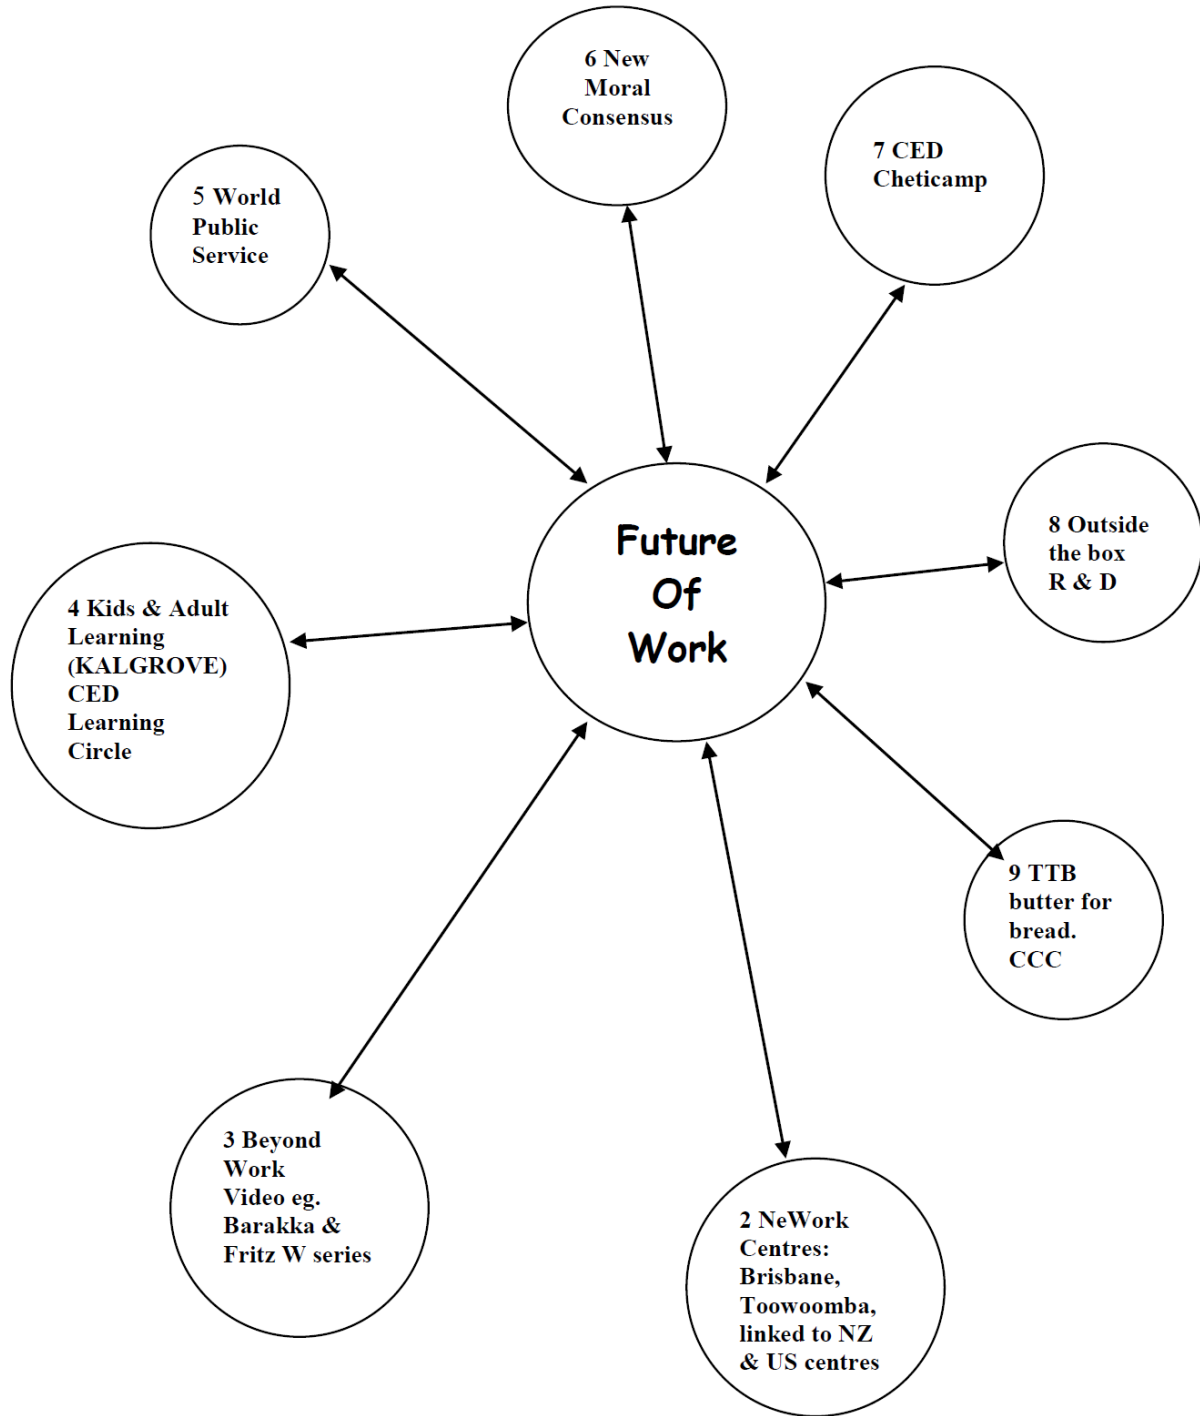 6 New
Moral
Consensus
7 CED
Cheticamp
5 World
Public
Service
Future
Of
Work
8 Outside
the box
R & D
4 Kids & Adult
Learning
(KALGROVE)
CED
Learning
Circle
9 TTB
butter for
bread.
CCC
3 Beyond
Work
Video eg.
Barakka &
Fritz W series
2 NeWork
Centres:
Brisbane,
Toowoomba,
linked to NZ
& US centres